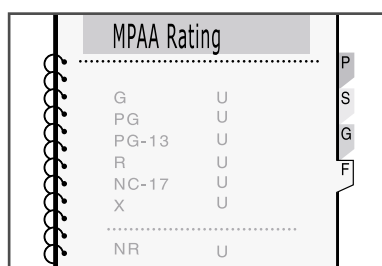 MPAA Rating
P
G U
S
PG U
PG-13 U
G
R U
F
NC-17 U
X U
NR U